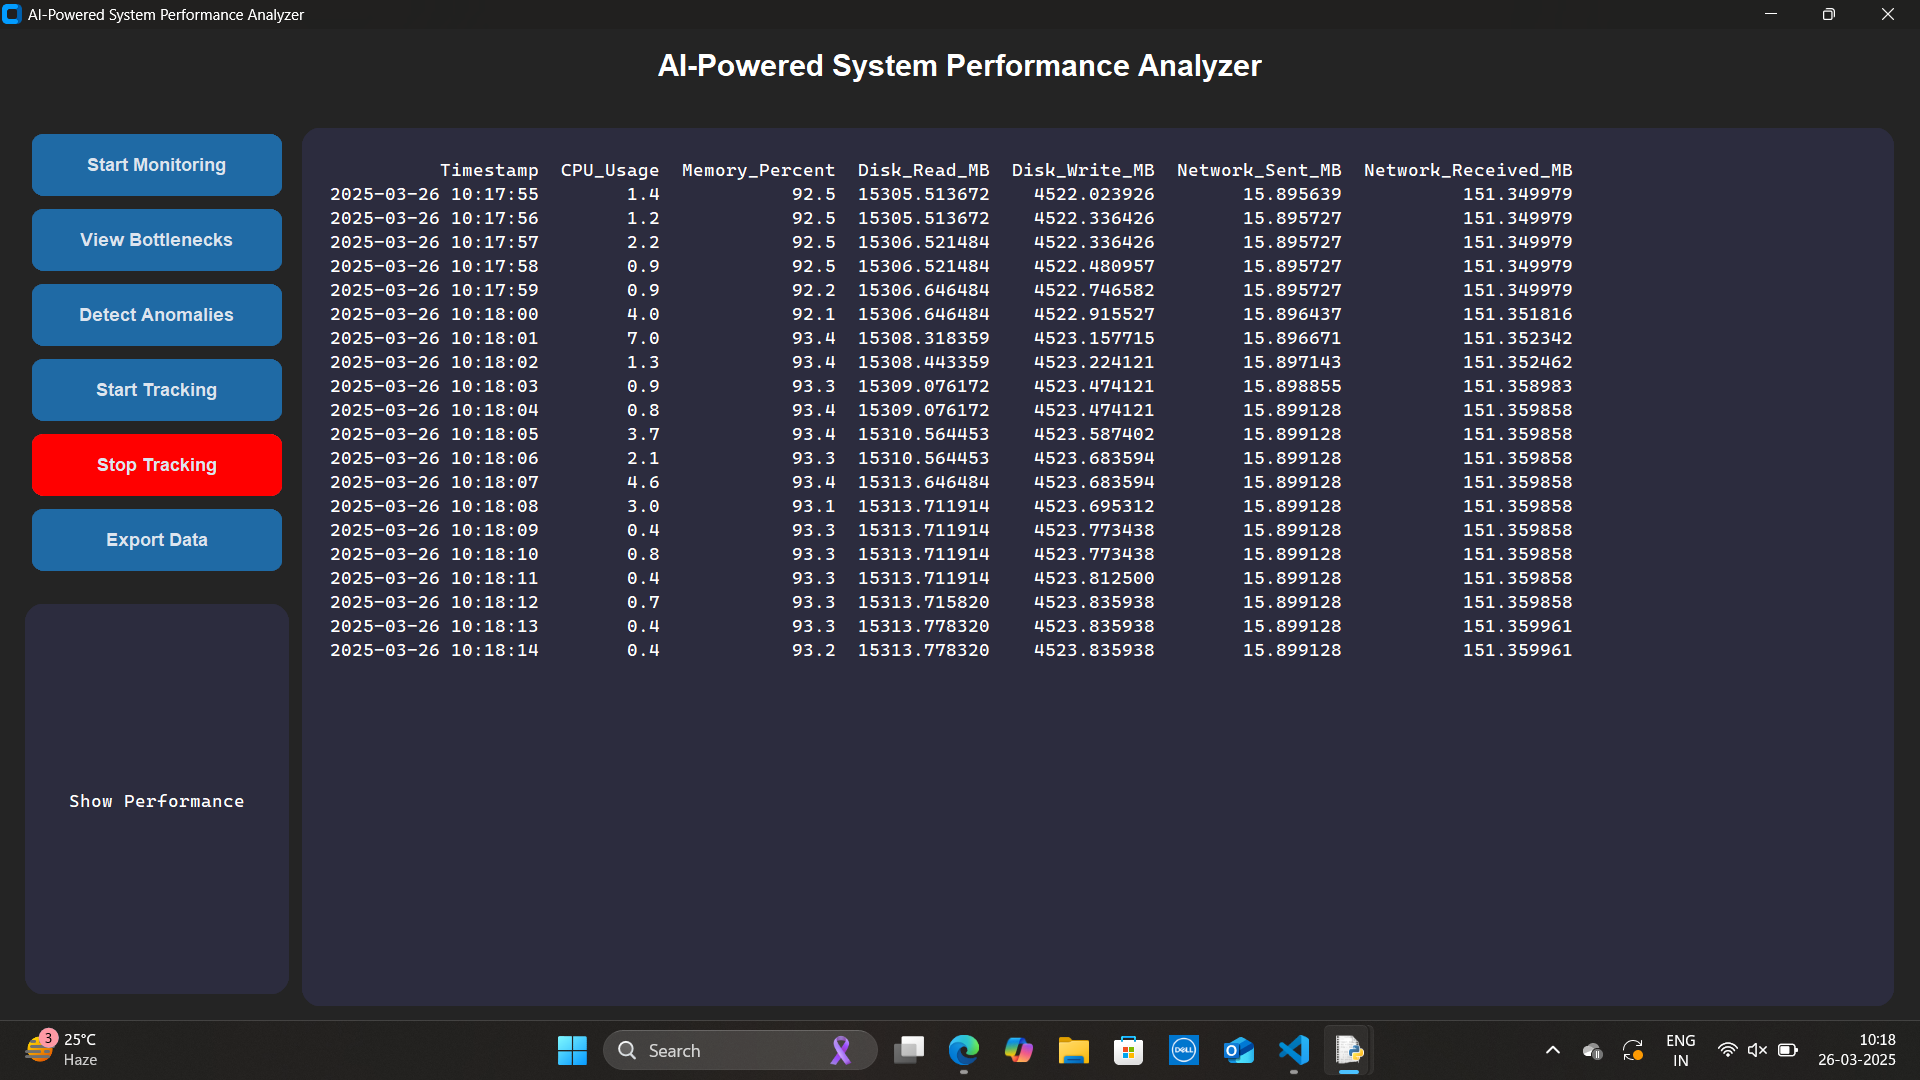 AI-Powered System Performance Analyzer
AI-Powered System Performance Analyzer
Start Monitoring
View Bottlenecks
Detect Anomalies
Start Tracking
Stop Tracking
Export Data
Show Performance
Timestamp CPU_Usage Memory_Percent Disk_Read_MB Disk_Write_MB Network_Sent_MB Network_Received_MB
2025-03-26 10:17:55 1.4 92.5 15305.513672 4522.023926 15.895639 151.349979
2025-03-26 10:17:56 1.2 92.5 15305.513672 4522.336426 15.895727 151.349979
2025-03-26 10:17:57 2.2 92.5 15306.521484 4522.336426 15.895727 151.349979
2025-03-26 10:17:58 0.9 92.5 15306.521484 4522.480957 15.895727 151.349979
2025-03-26 10:17:59 0.9 92.2 15306.646484 4522.746582 15.895727 151.349979
2025-03-26 10:18:00 4.0 92.1 15306.646484 4522.915527 15.896437 151.351816
2025-03-26 10:18:01 7.0 93.4 15308.318359 4523.157715 15.896671 151.352342
2025-03-26 10:18:02 1.3 93.4 15308.443359 4523.224121 15.897143 151.352462
2025-03-26 10:18:03 0.9 93.3 15309.076172 4523.474121 15.898855 151.358983
2025-03-26 10:18:04 0.8 93.4 15309.076172 4523.474121 15.899128 151.359858
2025-03-26 10:18:05 3.7 93.4 15310.564453 4523.587402 15.899128 151.359858
2025-03-26 10:18:06 2.1 93.3 15310.564453 4523.683594 15.899128 151.359858
2025-03-26 10:18:07 4.6 93.4 15313.646484 4523.683594 15.899128 151.359858
2025-03-26 10:18:08 3.0 93.1 15313.711914 4523.695312 15.899128 151.359858
2025-03-26 10:18:09 0.4 93.3 15313.711914 4523.773438 15.899128 151.359858
2025-03-26 10:18:10 0.8 93.3 15313.711914 4523.773438 15.899128 151.359858
2025-03-26 10:18:11 0.4 93.3 15313.711914 4523.812500 15.899128 151.359858
2025-03-26 10:18:12 0.7 93.3 15313.715820 4523.835938 15.899128 151.359858
2025-03-26 10:18:13 0.4 93.3 15313.778320 4523.835938 15.899128 151.359961
2025-03-26 10:18:14 0.4 93.2 15313.778320 4523.835938 15.899128 151.359961
3
25°C
Haze
Search
DELL
ENG
IN
10:18
26-03-2025